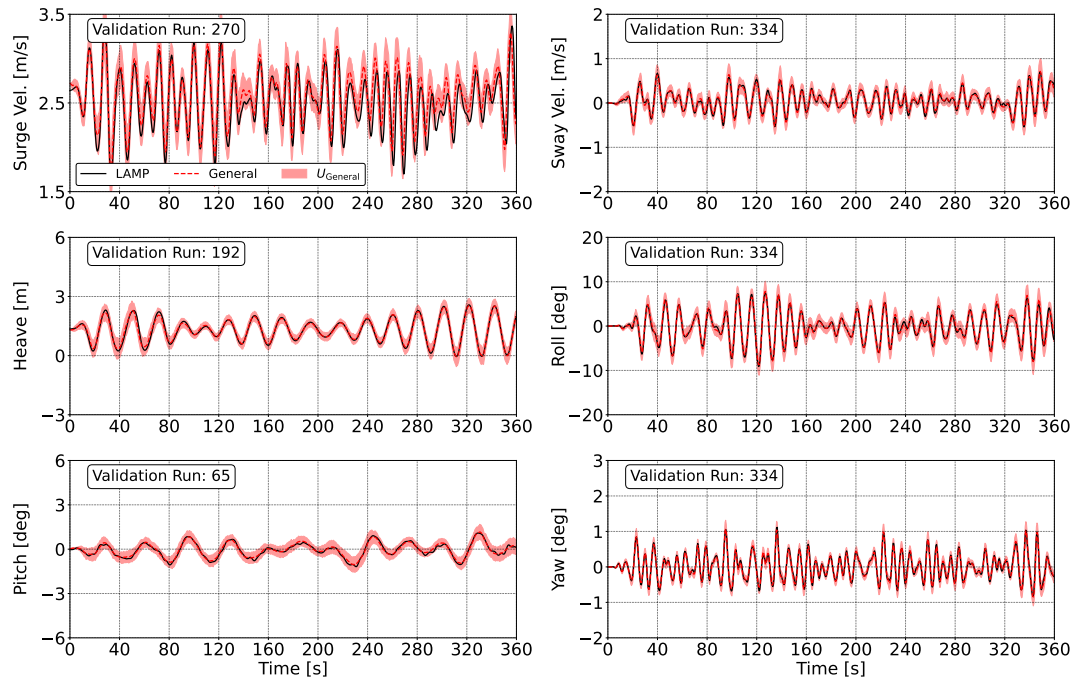 Validation Run: 270
Surge Vel. [m/s]
3.5
2.5
1.5
LAMP
General
U_General
0 40 80 120 160 200 240 280 320 360
Validation Run: 334
Sway Vel. [m/s]
2
1
0
−1
−2
0 40 80 120 160 200 240 280 320 360
Validation Run: 192
Heave [m]
6
3
0
−3
0 40 80 120 160 200 240 280 320 360
Validation Run: 334
Roll [deg]
20
10
0
−10
−20
0 40 80 120 160 200 240 280 320 360
Validation Run: 65
Pitch [deg]
6
3
0
−3
−6
0 40 80 120 160 200 240 280 320 360
Time [s]
Validation Run: 334
Yaw [deg]
3
2
1
0
−1
−2
0 40 80 120 160 200 240 280 320 360
Time [s]